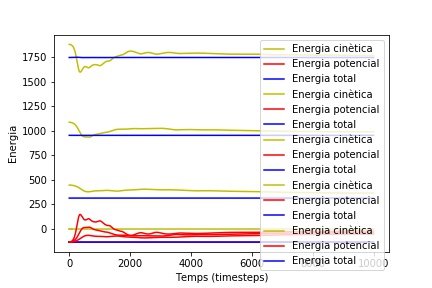 Energia cinètica
Energia potencial
Energia total
Energia cinètica
Energia potencial
Energia total
Energia cinètica
Energia potencial
Energia total
Energia cinètica
Energia potencial
Energia total
Energia cinètica
Energia potencial
Energia total
1750
1500
1250
1000
750
500
250
0
Energia
0
2000
4000
6000
10000
Temps (timesteps)